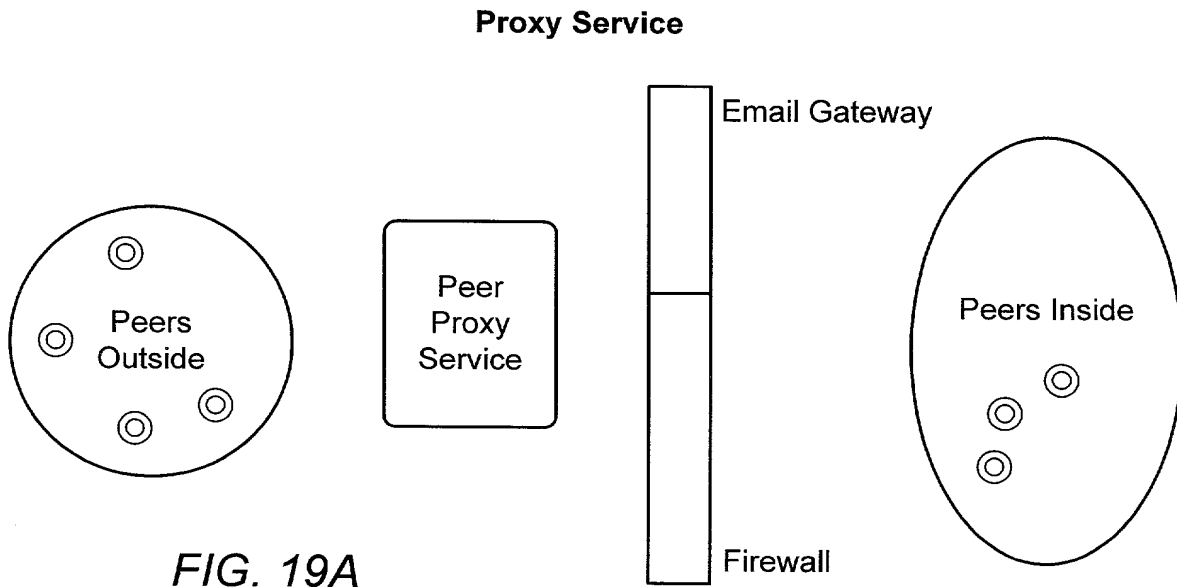 Proxy Service
Email Gateway
Peers
Outside
Peer
Proxy
Service
Peers Inside
Firewall
FIG. 19A